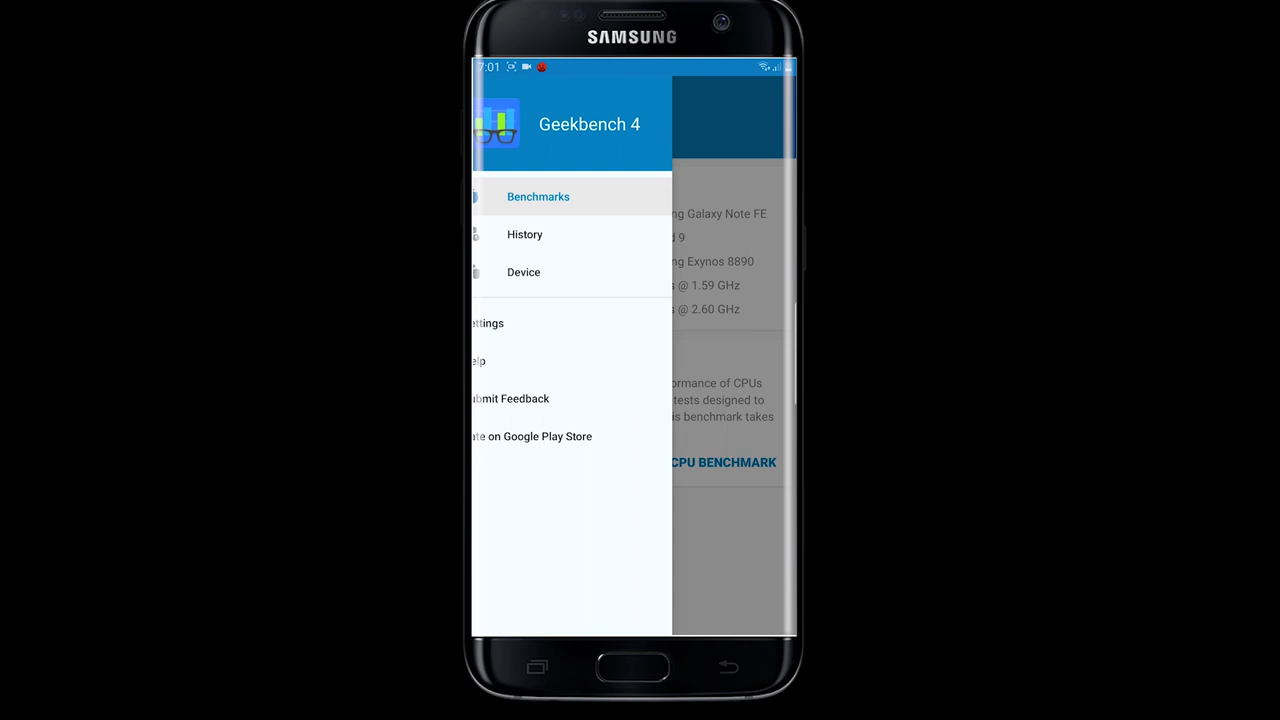 SAMSUNG
7:01
Geekbench 4
Benchmarks
History
Device
ettings
elp
ubmit Feedback
ate on Google Play Store
ng Galaxy Note FE
d 9
ng Exynos 8890
s @ 1.59 GHz
s @ 2.60 GHz
ormance of CPUs
tests designed to
is benchmark takes
CPU BENCHMARK